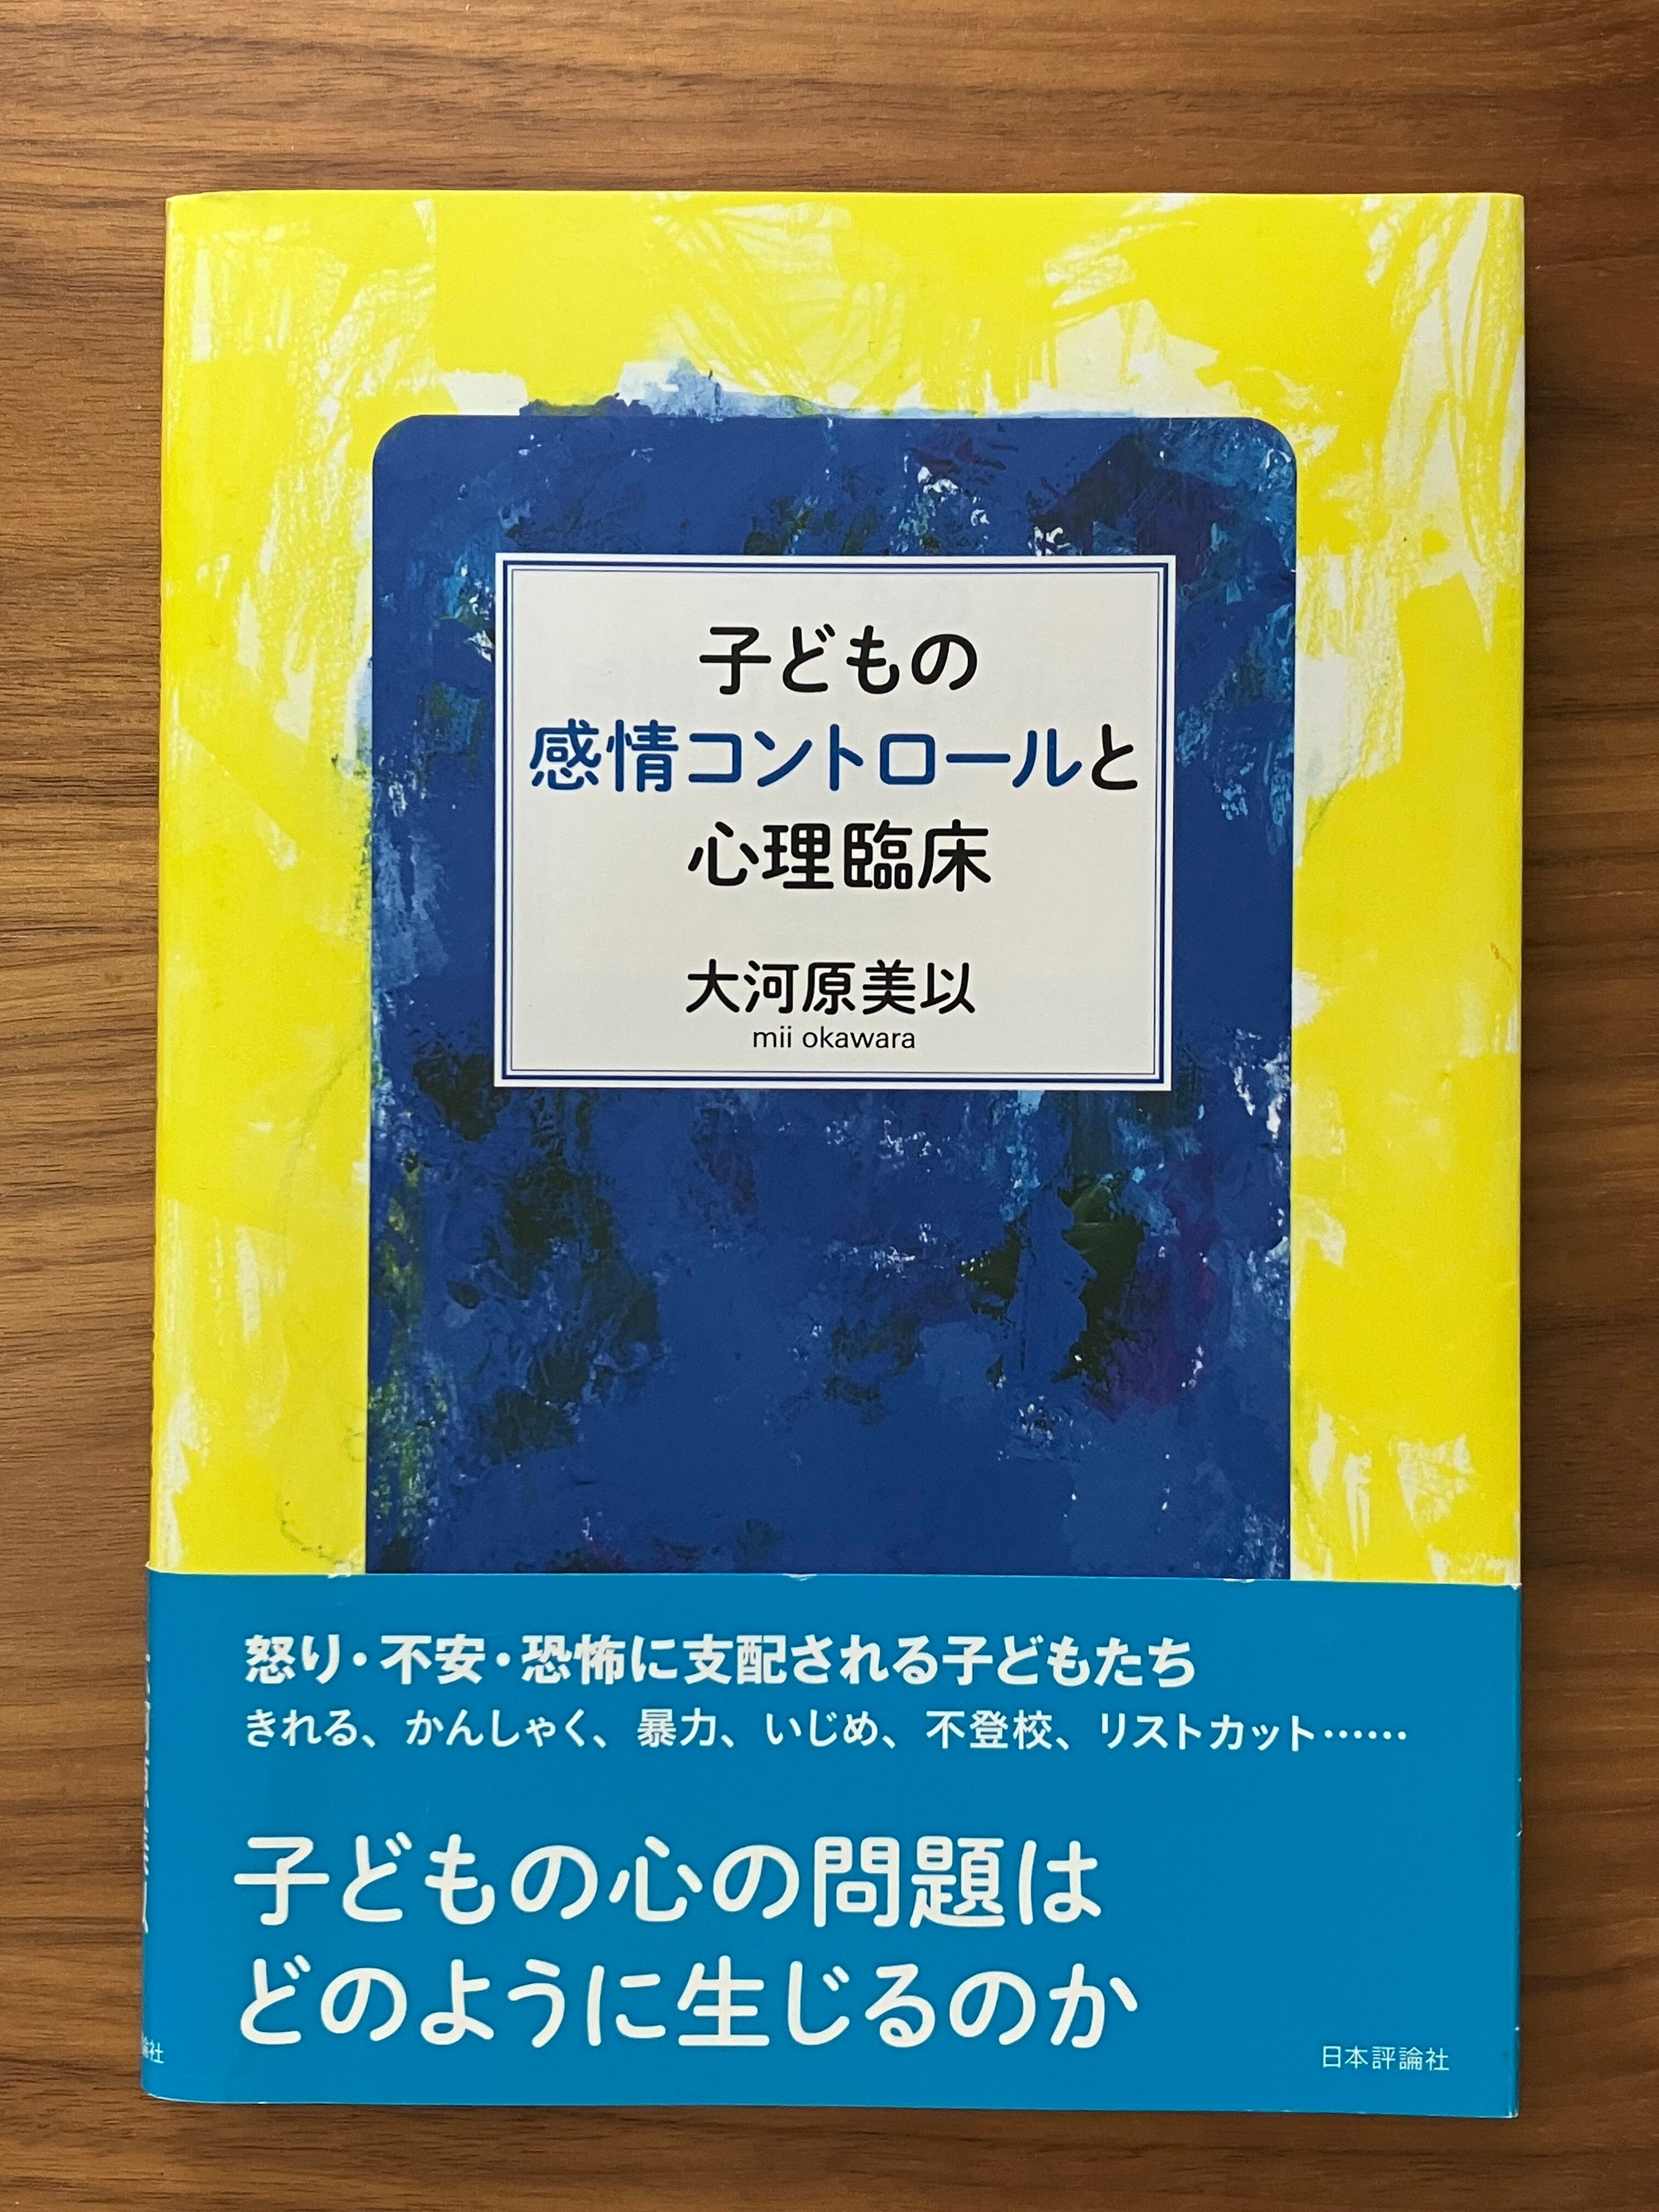 子どもの
感情コントロールと
心理臨床
大河原美以
mii okawara
怒り・不安・恐怖に支配される子どもたち
きれる、かんしゃく、暴力、いじめ、不登校、リストカット……
子どもの心の問題は
どのように生じるのか
日本評論社
論社